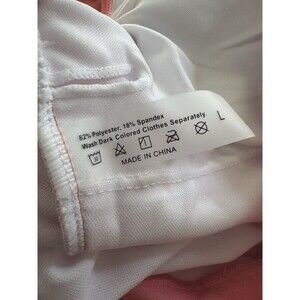 82% Polyester, 18% Spandex
Wash Dark Colored Clothes Separately
MADE IN CHINA
L